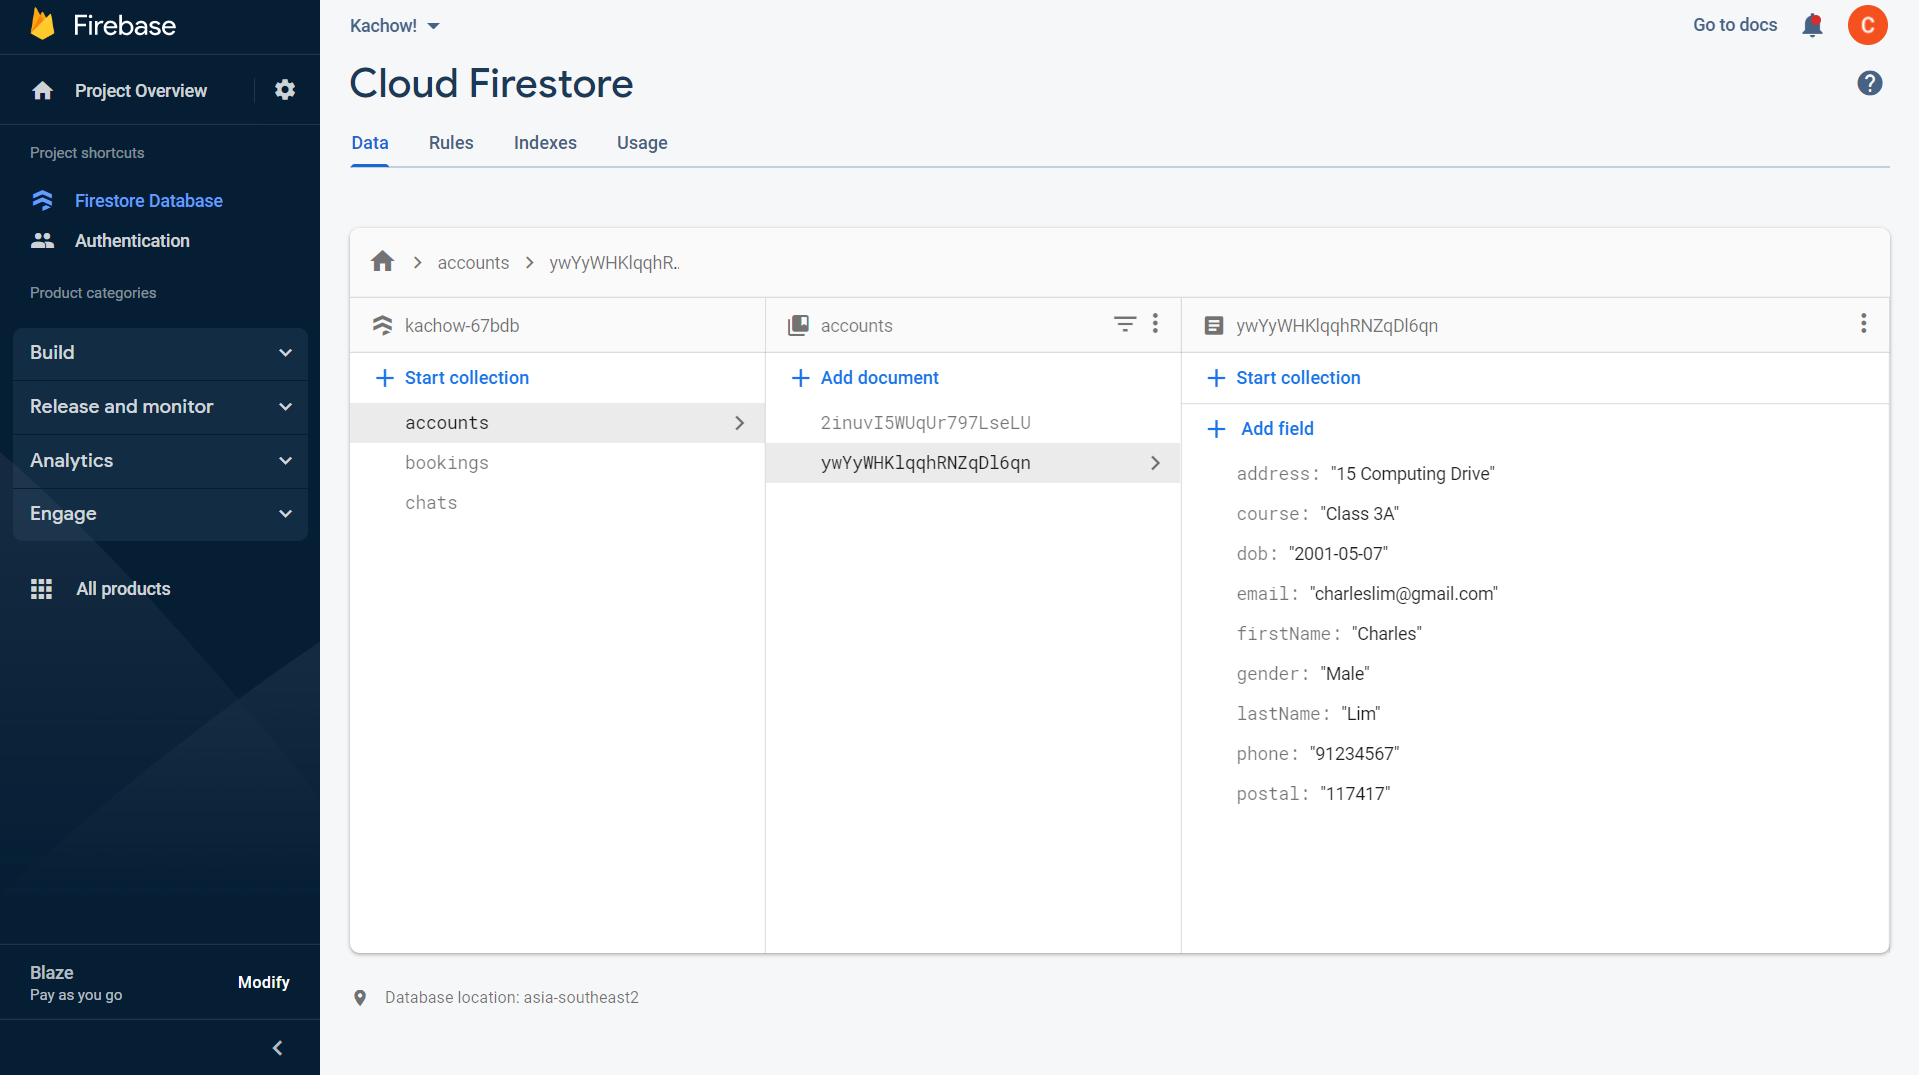 Firebase
Project Overview
Project shortcuts
Firestore Database
Authentication
Product categories
Build
Release and monitor
Analytics
Engage
All products
Blaze
Pay as you go
Modify
Kachow!
Go to docs
C
Cloud Firestore
?
Data Rules Indexes Usage
accounts ywYyWHKlqqhR..
kachow-67bdb
Start collection
accounts
bookings
chats
accounts
Add document
2inuvI5WUqUr797LseLU
ywYyWHKlqqhRNZqDl6qn
ywYyWHKlqqhRNZqDl6qn
Start collection
Add field
address: "15 Computing Drive"
course: "Class 3A"
dob: "2001-05-07"
email: "charleslim@gmail.com"
firstName: "Charles"
gender: "Male"
lastName: "Lim"
phone: "91234567"
postal: "117417"
Database location: asia-southeast2